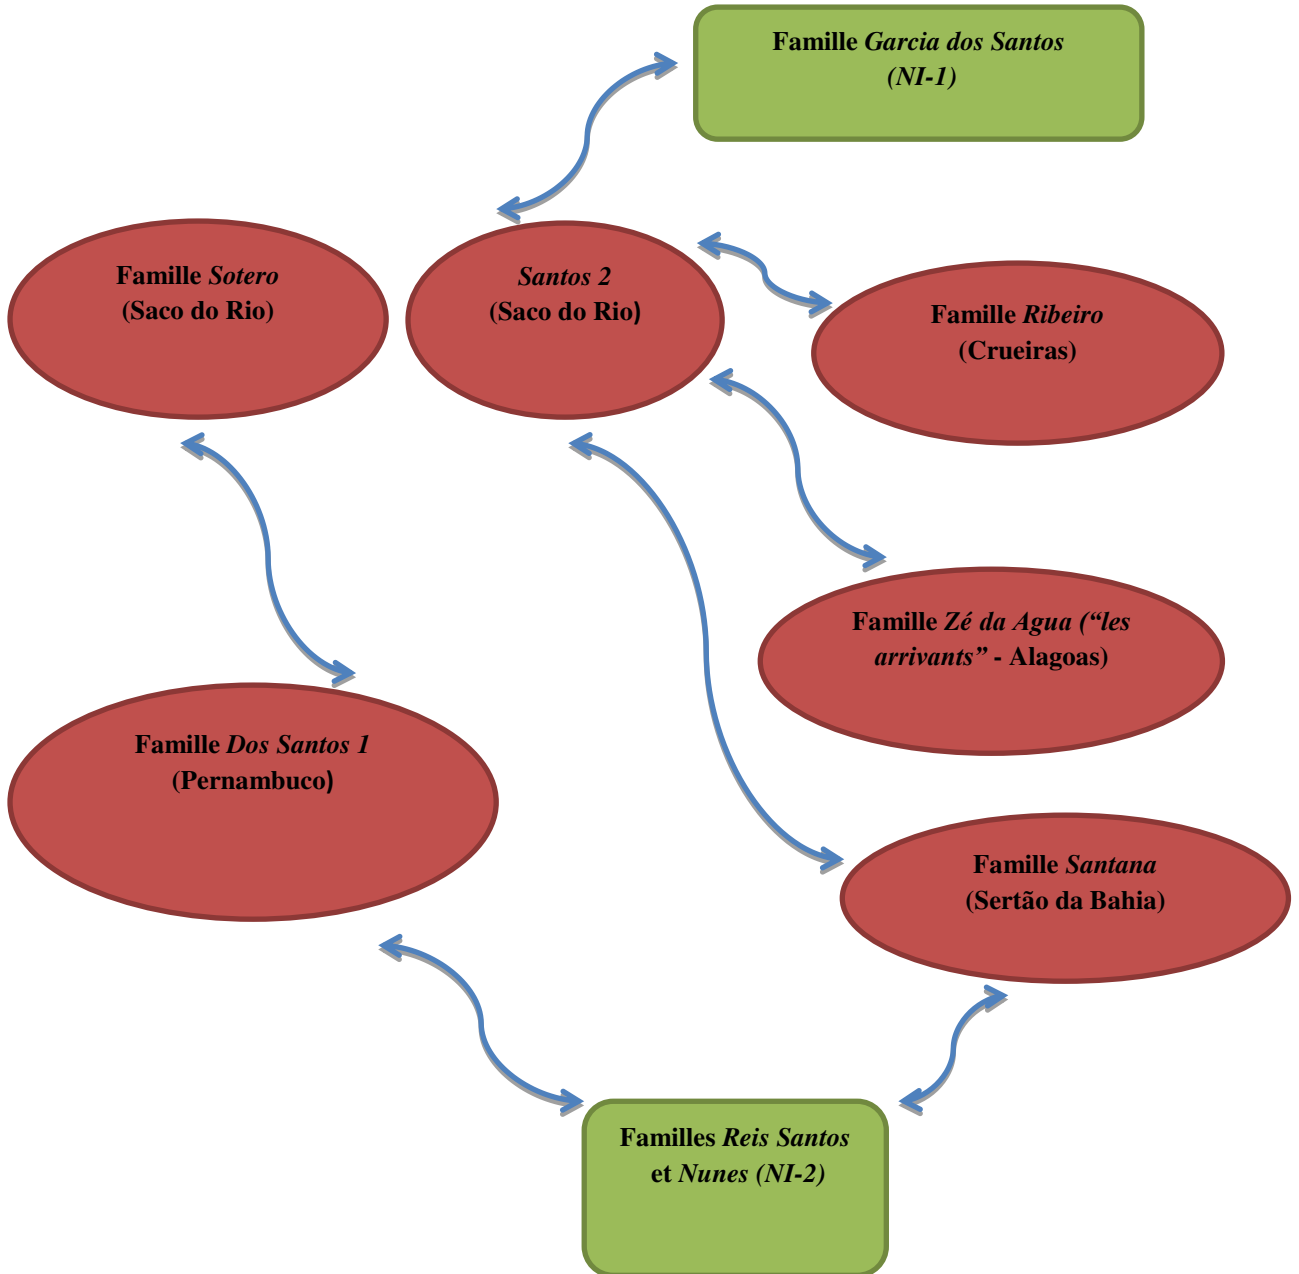 Famille Garcia dos Santos
(NI-1)
Famille Sotero
(Saco do Rio)
Santos 2
(Saco do Rio)
Famille Ribeiro
(Crueiras)
Famille Zé da Agua (“les
arrivants” - Alagoas)
Famille Dos Santos 1
(Pernambuco)
Famille Santana
(Sertão da Bahia)
Familles Reis Santos
et Nunes (NI-2)